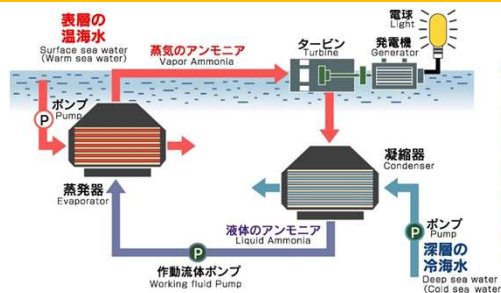 表層の
温海水
Surface sea water
(Warm sea water)
蒸気のアンモニア
Vapor Ammonia
タービン
Turbine
発電機
Generator
電球
Light
ポンプ
Pump
P
蒸発器
Evaporator
凝縮器
Condenser
液体のアンモニア
Liquid Ammonia
P
作動流体ポンプ
Working fluid Pump
P
ポンプ
Pump
深層の
冷海水
Deep sea water
(Cold sea water)